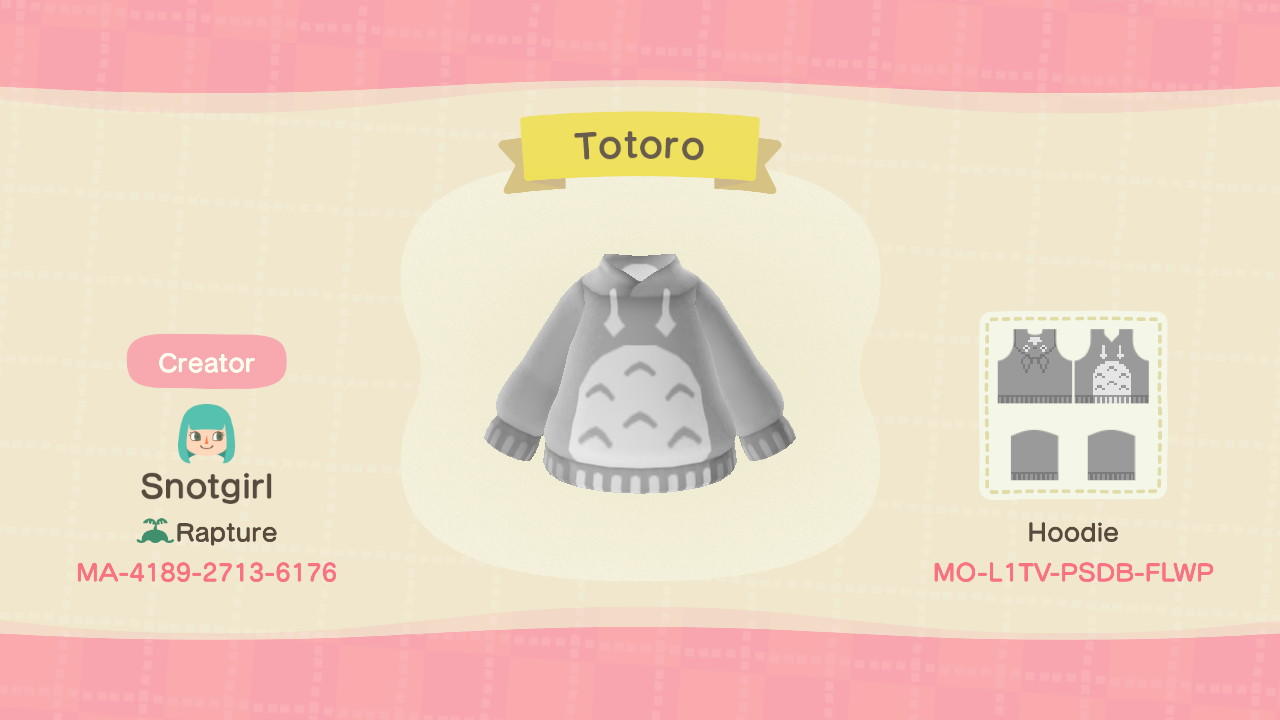 Totoro
Creator
Snotgirl
Rapture
MA-4189-2713-6176
Hoodie
MO-L1TV-PSDB-FLWP